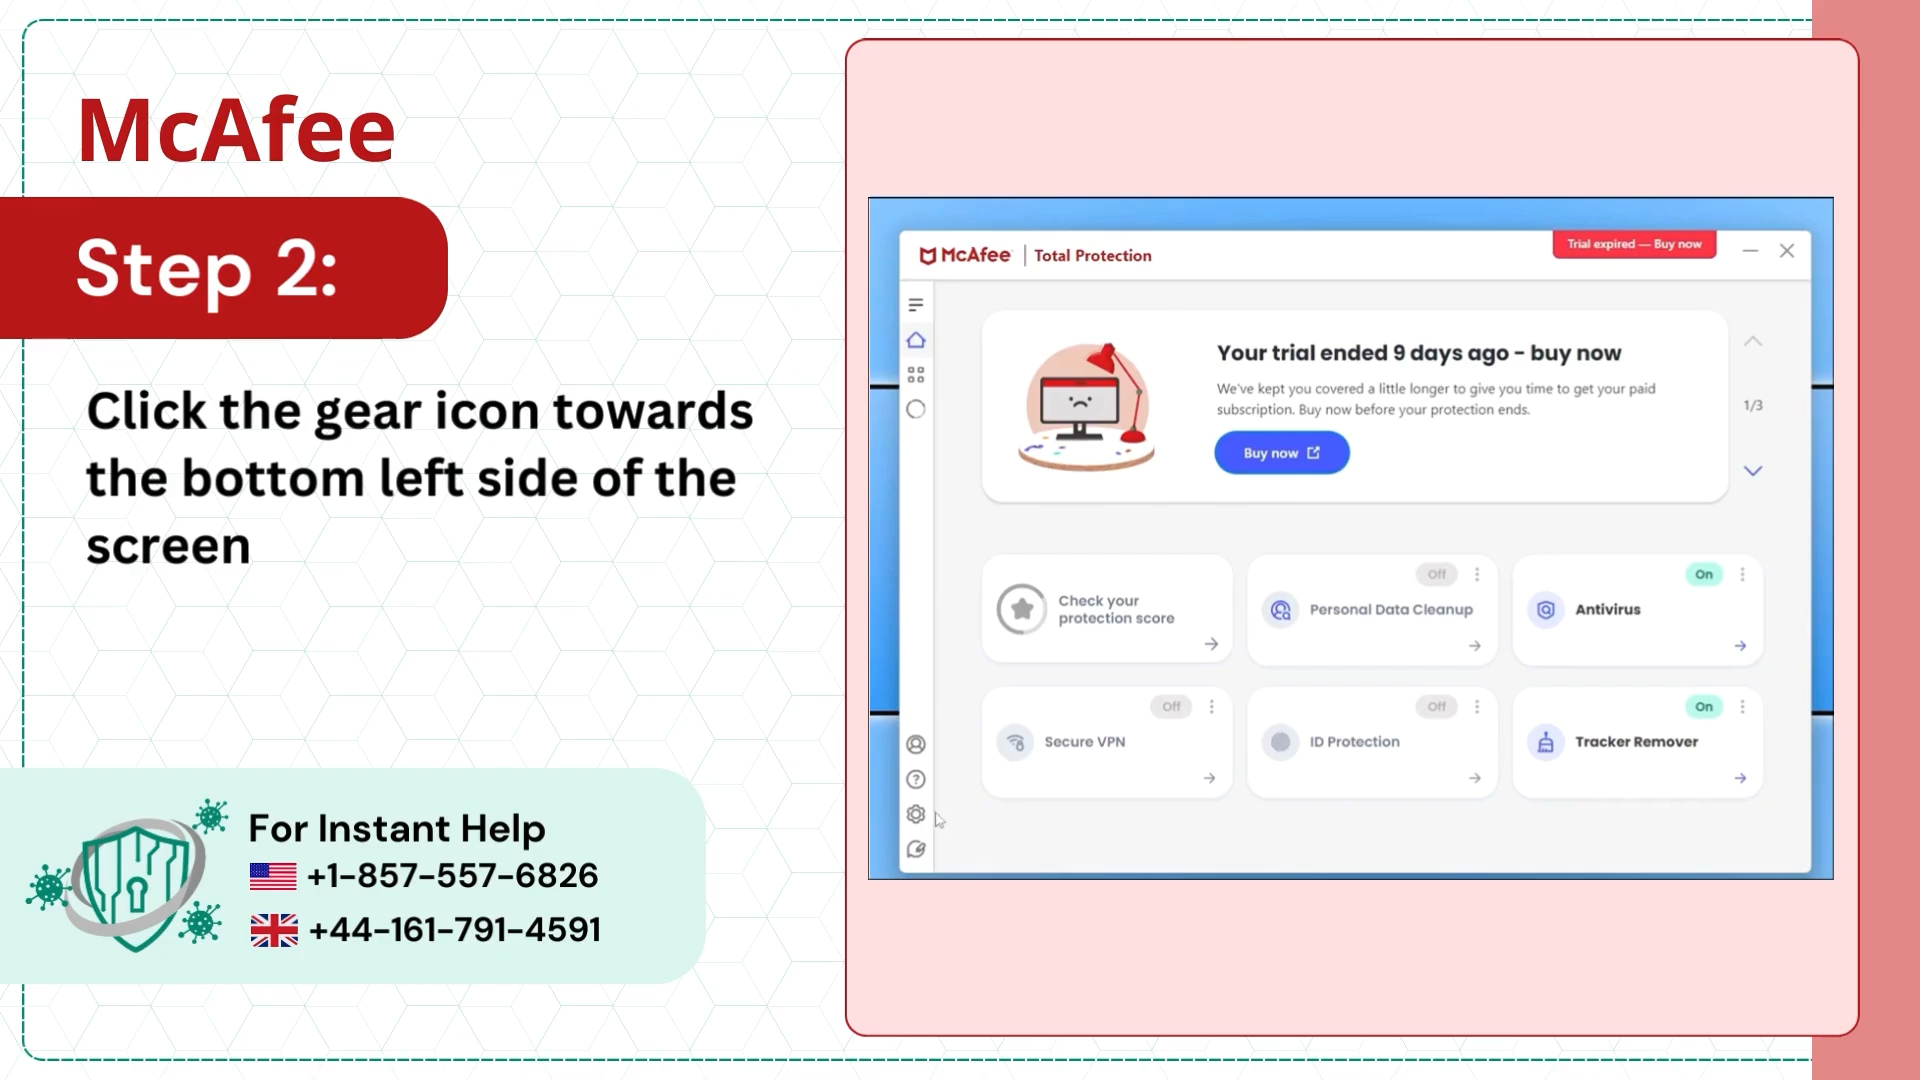 McAfee
Step 2:
Click the gear icon towards
the bottom left side of the
screen
For Instant Help
+1-857-557-6826
+44-161-791-4591
McAfee | Total Protection
Trial expired — Buy now
Your trial ended 9 days ago - buy now
We've kept you covered a little longer to give you time to get your paid
subscription. Buy now before your protection ends.
Buy now
1/3
Check your
protection score
Off
Personal Data Cleanup
On
Antivirus
Off
Secure VPN
Off
ID Protection
On
Tracker Remover